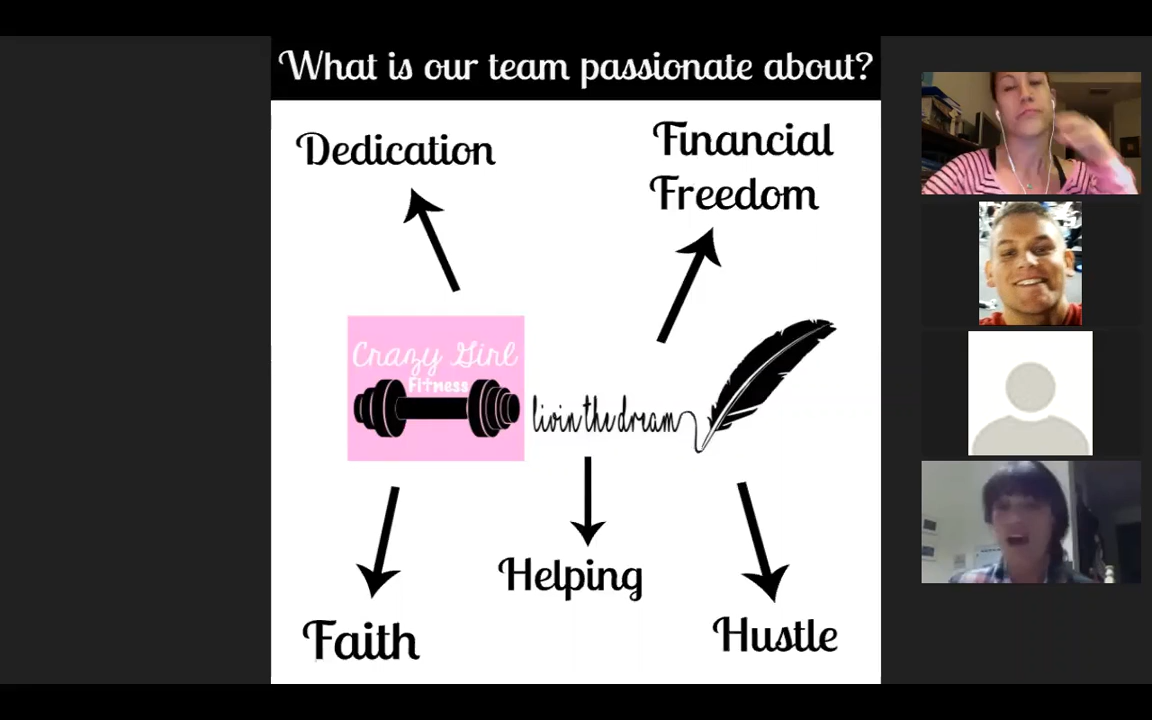 What is our team passionate about?
Dedication
Financial
Freedom
Crazy Girl
Fitness
livin the dream
Helping
Faith
Hustle